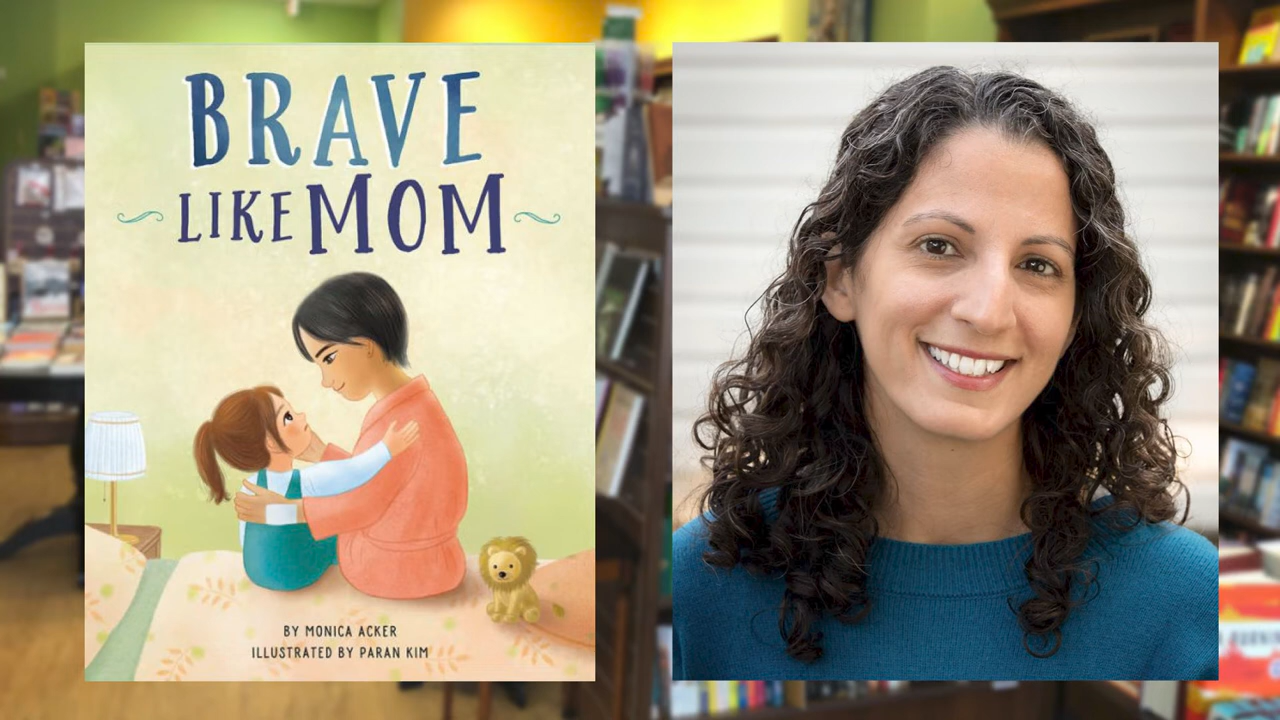 BRAVE
LIKE MOM
BY MONICA ACKER
ILLUSTRATED BY PARAN KIM